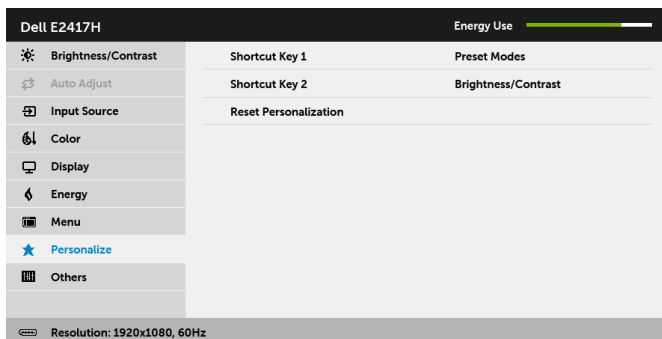 Dell E2417H
Energy Use
Brightness/Contrast
Shortcut Key 1 Preset Modes
Auto Adjust
Shortcut Key 2 Brightness/Contrast
Input Source
Reset Personalization
Color
Display
Energy
Menu
Personalize
Others
Resolution: 1920x1080, 60Hz